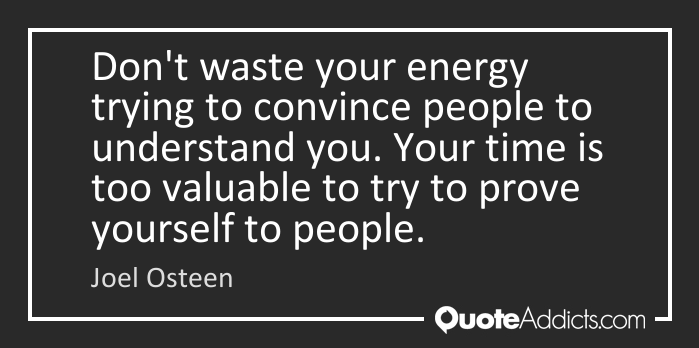 Don't waste your energy
trying to convince people to
understand you. Your time is
too valuable to try to prove
yourself to people.
Joel Osteen
QuoteAddicts.com